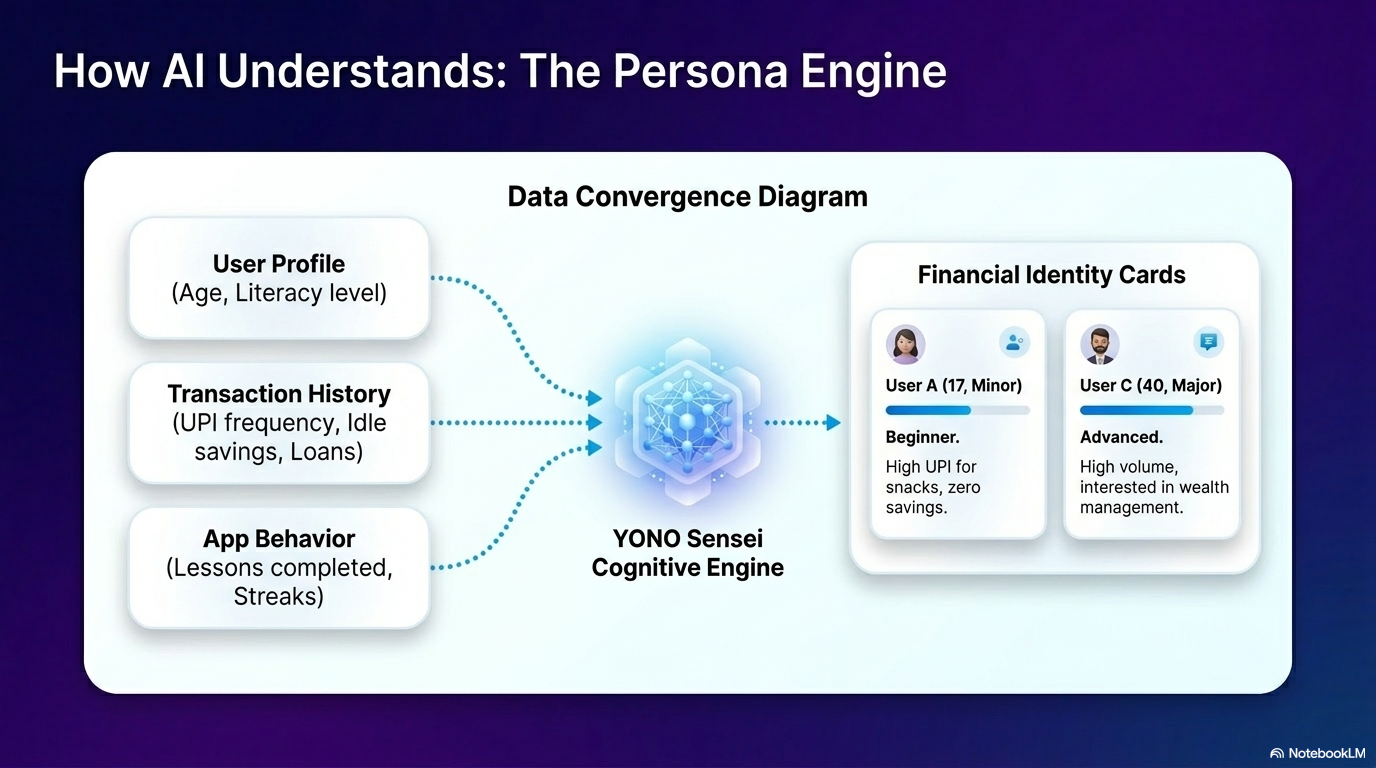 How AI Understands: The Persona Engine
Data Convergence Diagram
User Profile
(Age, Literacy level)
Transaction History
(UPI frequency, Idle
savings, Loans)
App Behavior
(Lessons completed,
Streaks)
YONO Sensei
Cognitive Engine
Financial Identity Cards
User A (17, Minor)
Beginner.
High UPI for
snacks, zero
savings.
User C (40, Major)
Advanced.
High volume,
interested in wealth
management.
NotebookLM